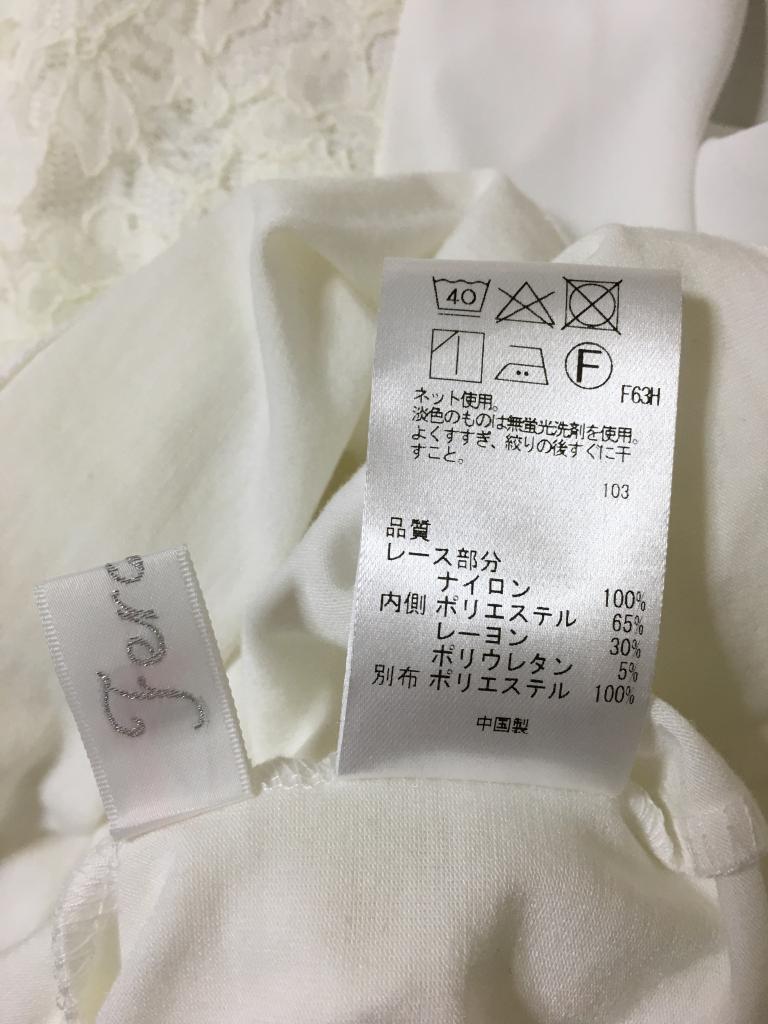 40
F
F63H
ネット使用。
淡色のものは無蛍光洗剤を使用。
よくすすぎ、絞りの後すぐに干
すこと。
103
品質
レース部分
ナイロン 100%
内側 ポリエステル 65%
レーヨン 30%
ポリウレタン 5%
別布 ポリエステル 100%
中国製